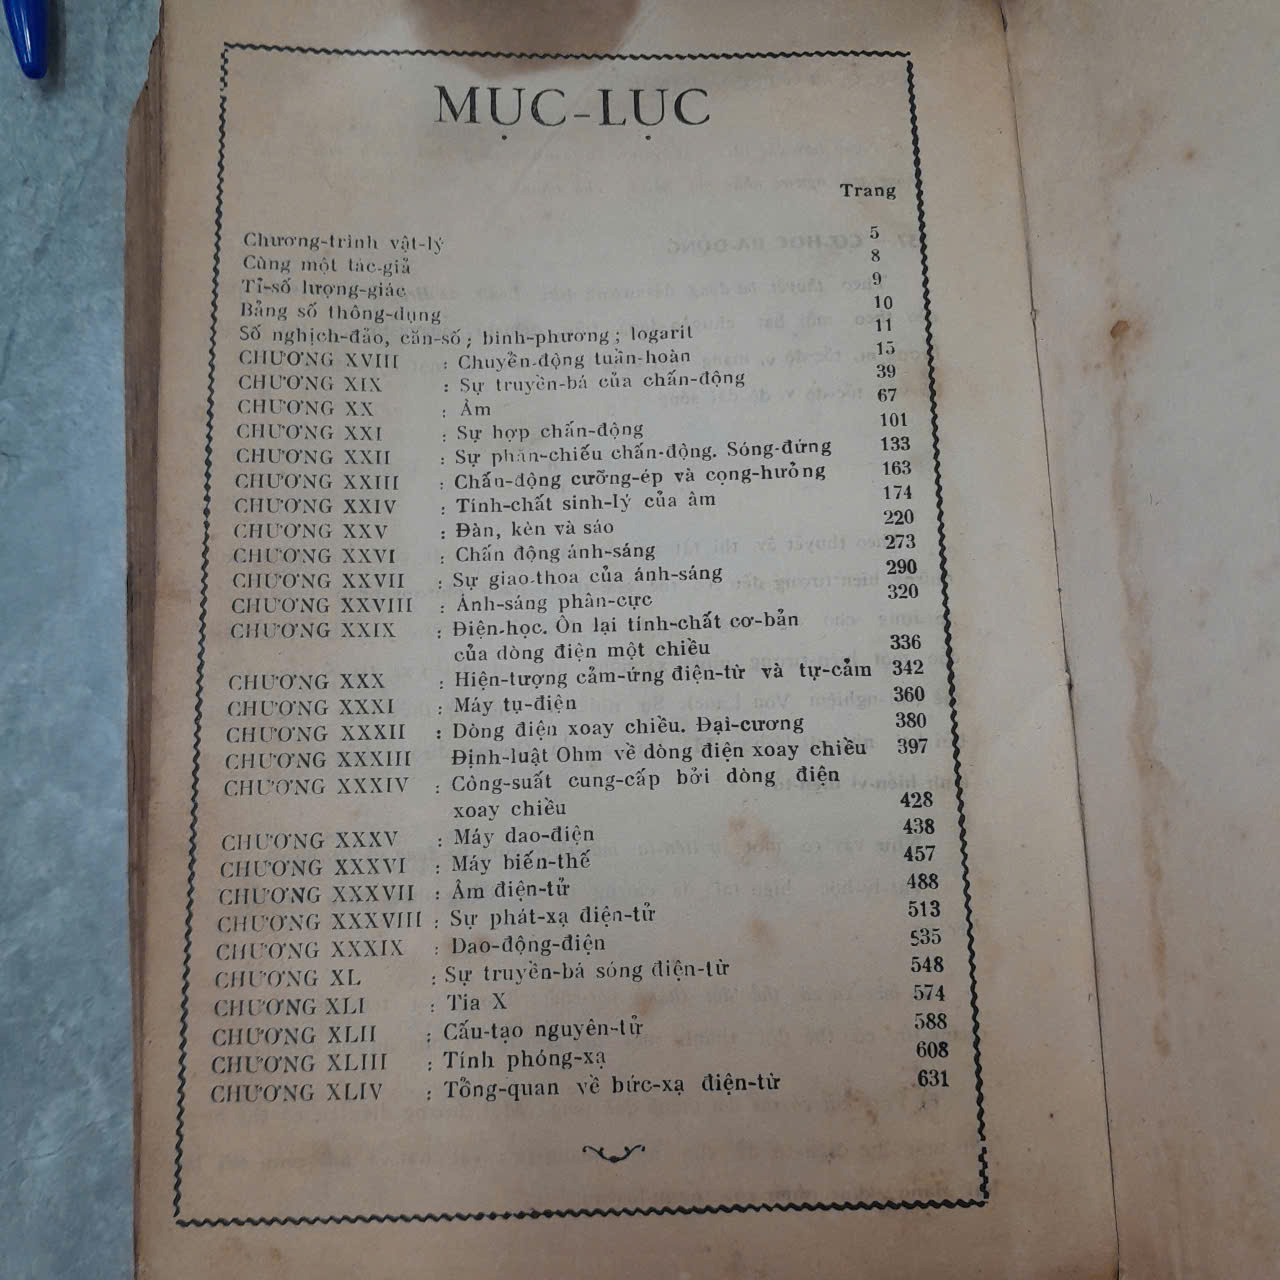 MỤC-LỤC
Trang
Chương-trình vật-lý 5
Cùng một tác-giả 8
Tỉ-số lượng-giác 9
Bảng số thông-dụng 10
Số nghịch-đảo, căn-số; bình-phương; logarit 11
CHƯƠNG XVIII : Chuyển-động tuần-hoàn 15
CHƯƠNG XIX : Sự truyền-bá của chấn-động 39
CHƯƠNG XX : Âm 67
CHƯƠNG XXI : Sự hợp chấn-động 101
CHƯƠNG XXII : Sự phản-chiếu chấn-động. Sóng-đứng 133
CHƯƠNG XXIII : Chấn-động cưỡng-ép và cọng-hưởng 163
CHƯƠNG XXIV : Tính-chất sinh-lý của âm 174
CHƯƠNG XXV : Đàn, kèn và sáo 220
CHƯƠNG XXVI : Chấn động ánh-sáng 273
CHƯƠNG XXVII : Sự giao-thoa của ánh-sáng 290
CHƯƠNG XXVIII : Ánh-sáng phân-cực 320
CHƯƠNG XXIX : Điện-học. Ôn lại tính-chất cơ-bản
của dòng điện một chiều 336
CHƯƠNG XXX : Hiện-tượng cảm-ứng điện-từ và tự-cảm 342
CHƯƠNG XXXI : Máy tụ-điện 360
CHƯƠNG XXXII : Dòng điện xoay chiều. Đại-cương 380
CHƯƠNG XXXIII Định-luật Ohm về dòng điện xoay chiều 397
CHƯƠNG XXXIV : Công-suất cung-cấp bởi dòng điện
xoay chiều 428
CHƯƠNG XXXV : Máy dao-điện 438
CHƯƠNG XXXVI : Máy biến-thế 457
CHƯƠNG XXXVII : Âm điện-tử 488
CHƯƠNG XXXVIII : Sự phát-xạ điện-tử 513
CHƯƠNG XXXIX : Dao-động-điện 535
CHƯƠNG XL : Sự truyền-bá sóng điện-từ 548
CHƯƠNG XLI : Tia X 574
CHƯƠNG XLII : Cấu-tạo nguyên-tử 588
CHƯƠNG XLIII : Tính phóng-xạ 608
CHƯƠNG XLIV : Tổng-quan về bức-xạ điện-từ 631